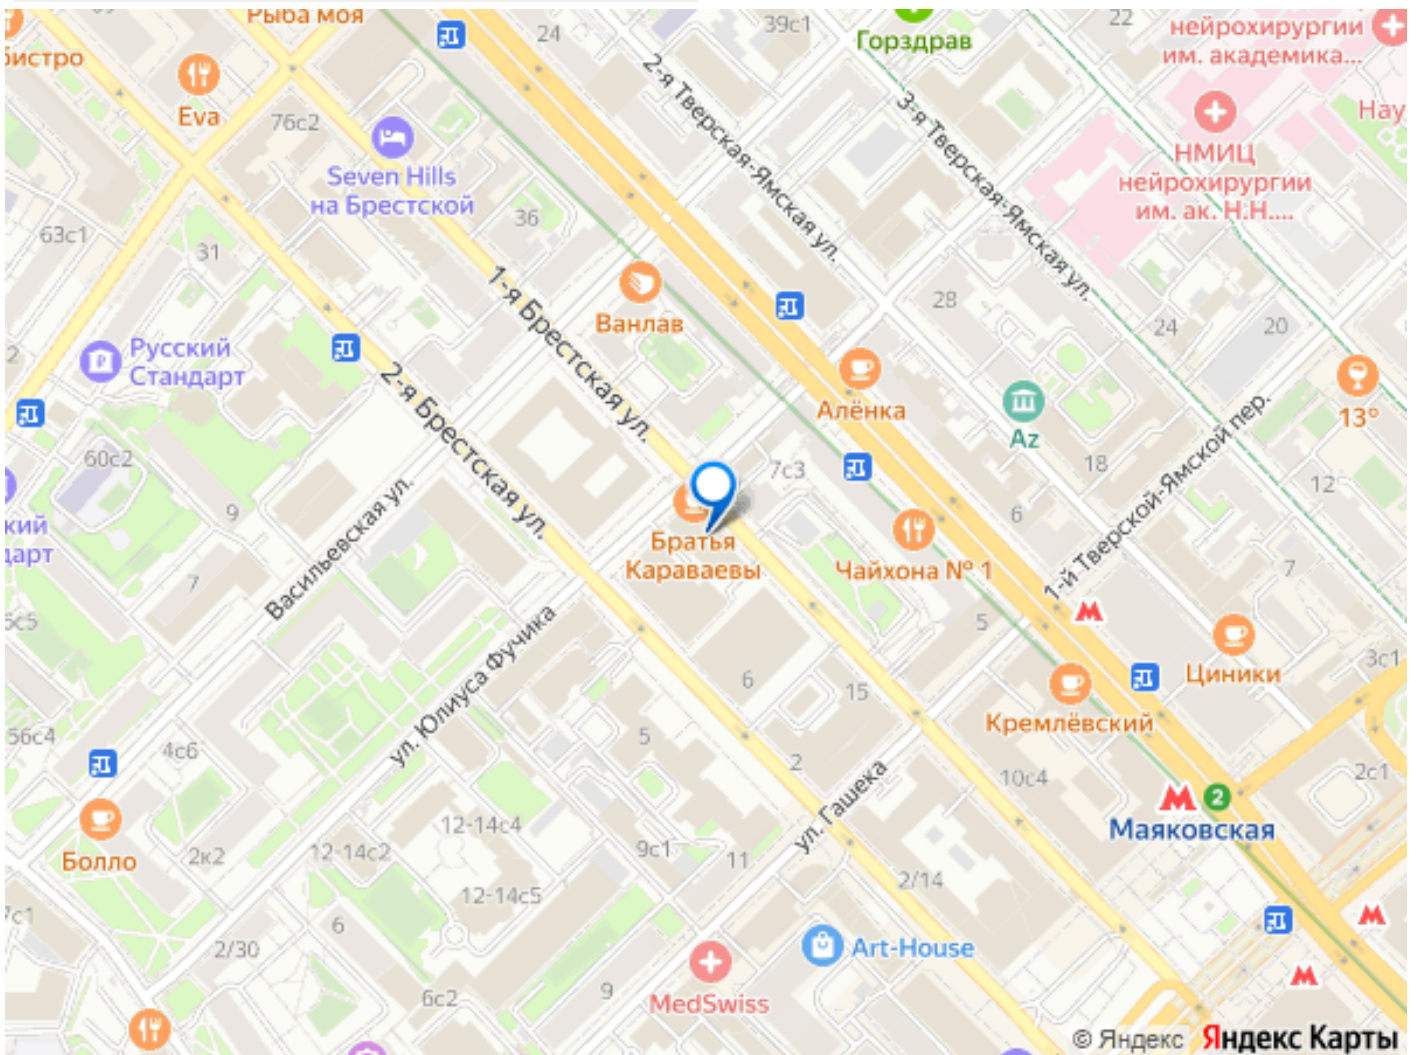 Рыба моя
бистро
Eva
76с2
24
39с1
Горздрав
22
нейрохирургии
им. академика...
Нау
НМИЦ
нейрохирургии
им. ак. Н.Н....
2-я Тверская-Ямская ул.
3-я Тверская-Ямская ул.
Seven Hills
на Брестской
36
63с1
31
1-я Брестская ул.
Ванлав
28
24
20
Русский
Стандарт
2
2-я Брестская ул.
Алёнка
Az
13°
60с2
9
7с3
18
12
кий
дарт
Васильевская ул.
7
Братья
Караваевы
Чайхона № 1
6
1-й Тверской-Ямской пер.
7
5
ул. Юлиуса Фучика
6
15
Циники
3с1
Кремлёвский
56с4
4с6
5
2
10с4
2с1
ул. Гашека
2
Маяковская
Болло
2к2
12-14с4
12-14с2
12-14с5
9с1
11
2/14
6
2/30
Art-House
MedSwiss
6с2
9
© Яндекс Яндекс Карты